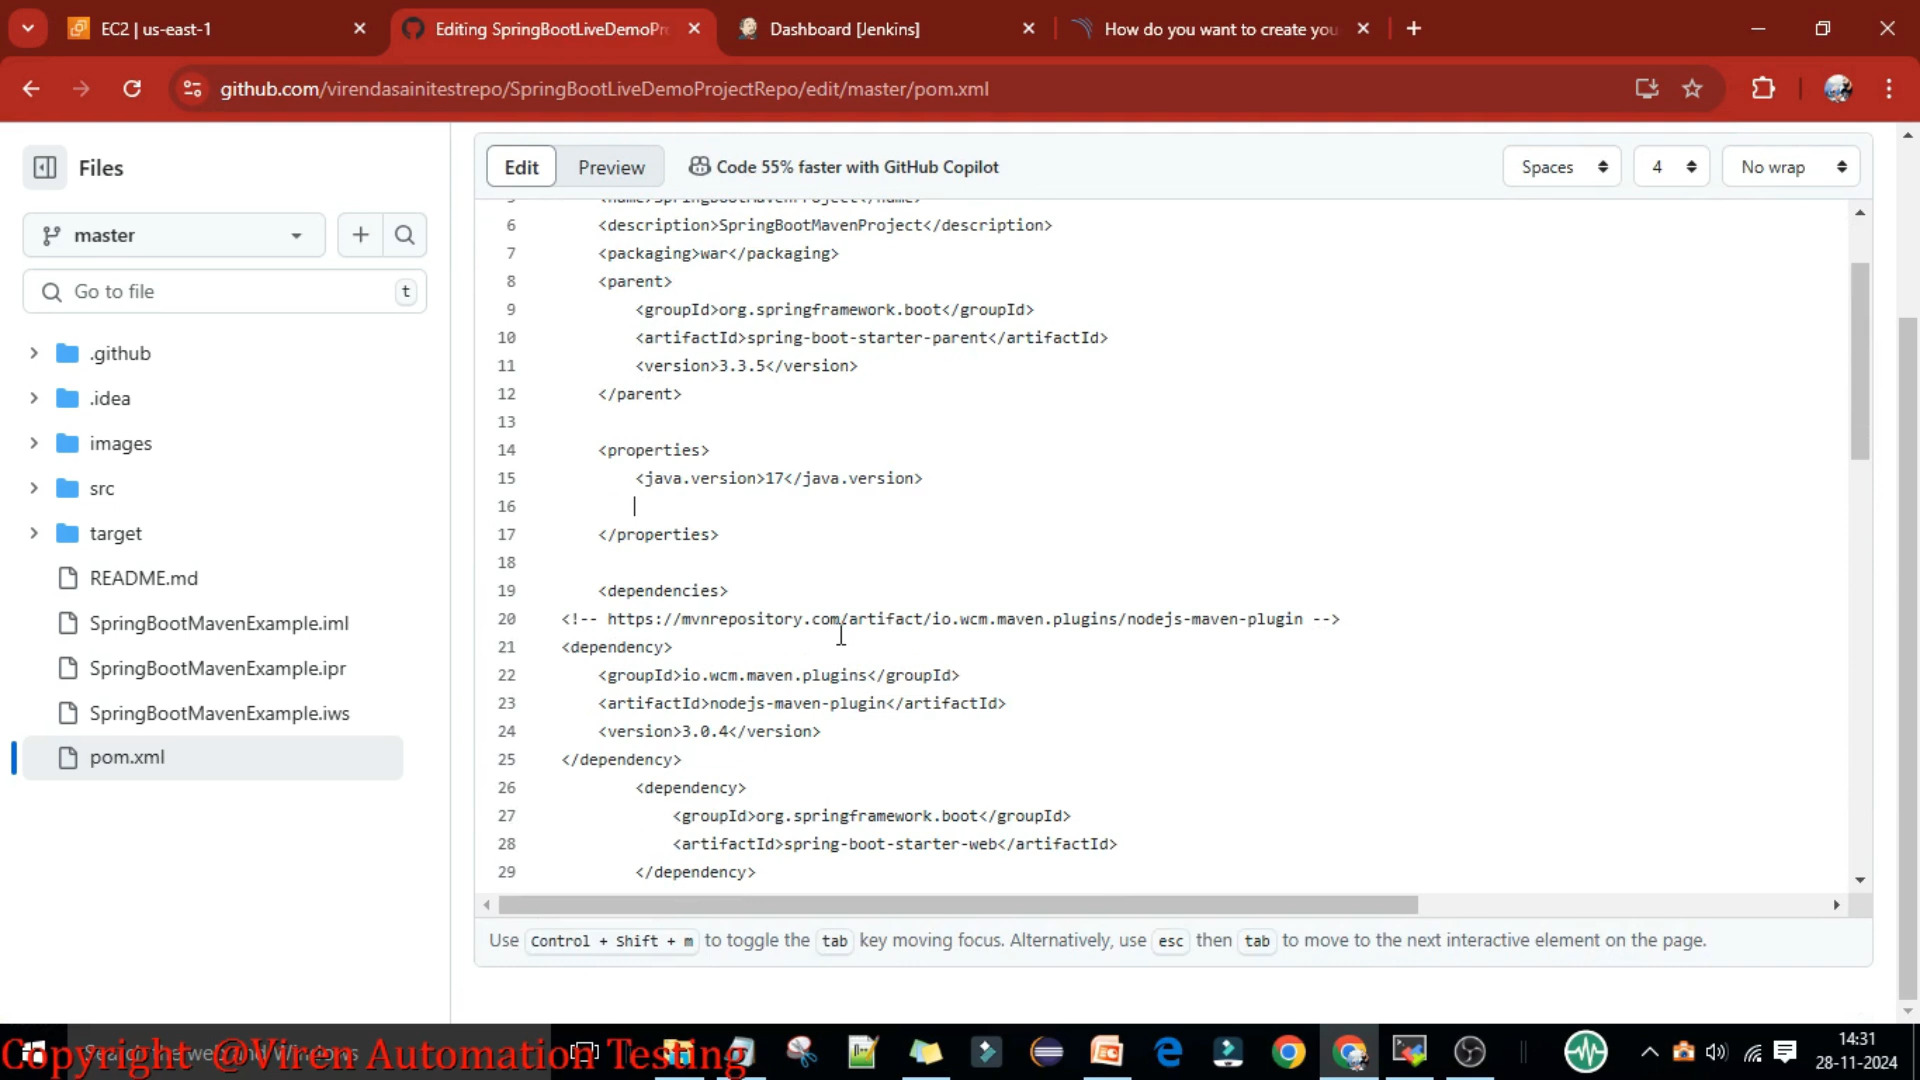 EC2 | us-east-1
Editing SpringBootLiveDemoPr
Dashboard [Jenkins]
How do you want to create you
github.com/virendasainitestrepo/SpringBootLiveDemoProjectRepo/edit/master/pom.xml
Files
master
Go to file
t
.github
.idea
images
src
target
README.md
SpringBootMavenExample.iml
SpringBootMavenExample.ipr
SpringBootMavenExample.iws
pom.xml
Edit
Preview
Code 55% faster with GitHub Copilot
Spaces
4
No wrap
5 <name>SpringBootMavenProject</name>
6 <description>SpringBootMavenProject</description>
7 <packaging>war</packaging>
8 <parent>
9 <groupId>org.springframework.boot</groupId>
10 <artifactId>spring-boot-starter-parent</artifactId>
11 <version>3.3.5</version>
12 </parent>
13
14 <properties>
15 <java.version>17</java.version>
16
17 </properties>
18
19 <dependencies>
20 <!-- https://mvnrepository.com/artifact/io.wcm.maven.plugins/nodejs-maven-plugin -->
21 <dependency>
22 <groupId>io.wcm.maven.plugins</groupId>
23 <artifactId>nodejs-maven-plugin</artifactId>
24 <version>3.0.4</version>
25 </dependency>
26 <dependency>
27 <groupId>org.springframework.boot</groupId>
28 <artifactId>spring-boot-starter-web</artifactId>
29 </dependency>
Use Control + Shift + m to toggle the tab key moving focus. Alternatively, use esc then tab to move to the next interactive element on the page.
Search the web and Windows
Copyright @Viren Automation Testing
14:31
28-11-2024